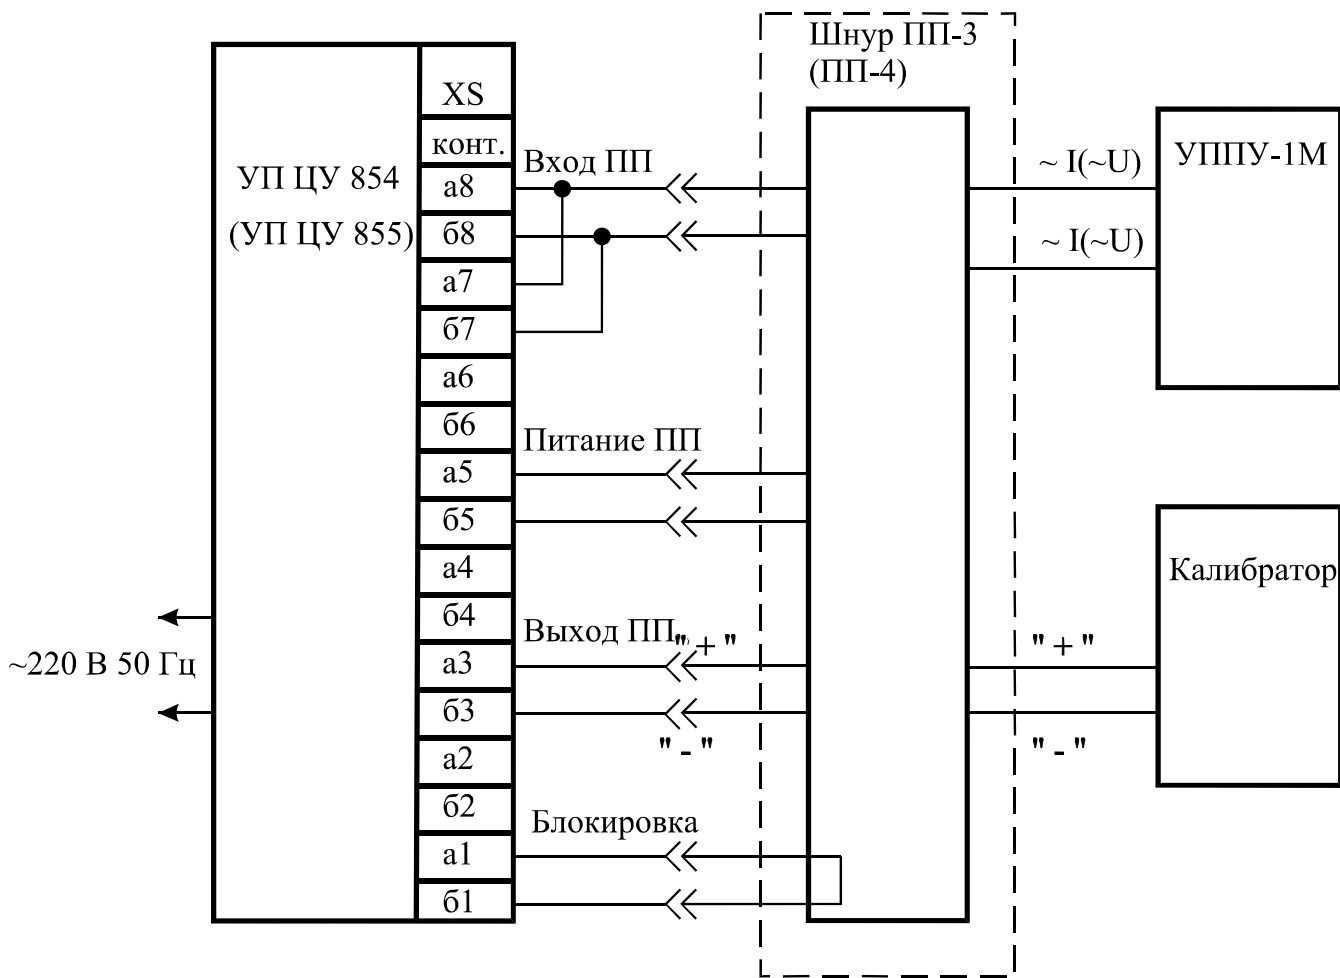 Шнур ПП-3
(ПП-4)
XS
конт.
УП ЦУ 854
(УП ЦУ 855)
а8
б8
а7
б7
а6
б6
а5
б5
а4
б4
а3
б3
а2
б2
а1
б1
Вход ПП
Питание ПП
Выход ПП
"+"
"-"
Блокировка
~220 В 50 Гц
~ I(~U)
~ I(~U)
УППУ-1М
"+"
"-"
Калибратор